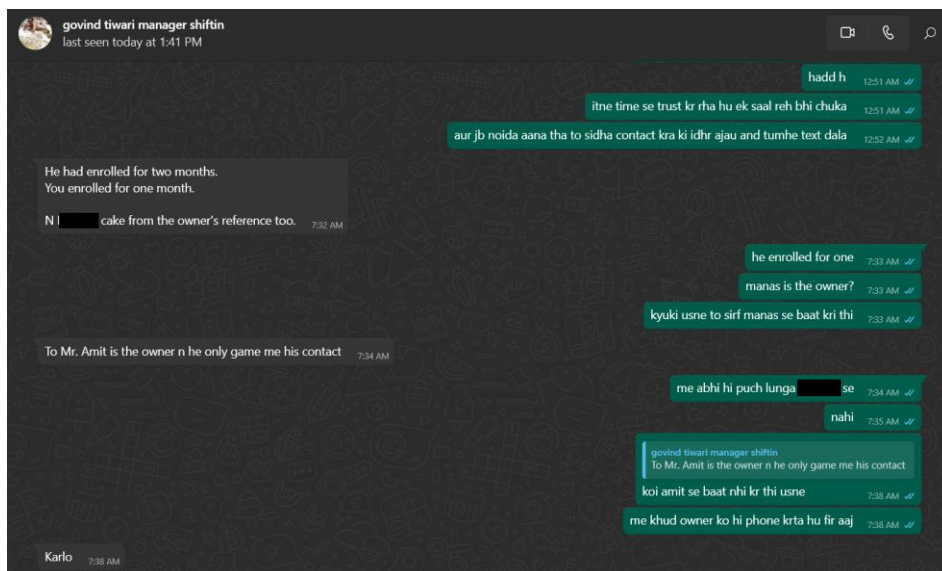 govind tiwari manager shiftin
last seen today at 1:41 PM
hadd h 12:51 AM
itne time se trust kr rha hu ek saal reh bhi chuka 12:51 AM
aur jb noida aana tha to sidha contact kra ki idhr ajau and tumhe text dala 12:52 AM
He had enrolled for two months.
You enrolled for one month.
N cake from the owner's reference too. 7:32 AM
he enrolled for one 7:33 AM
manas is the owner? 7:33 AM
kyuki usne to sirf manas se baat kri thi 7:33 AM
To Mr. Amit is the owner n he only game me his contact 7:34 AM
me abhi hi puch lunga se 7:34 AM
nahi 7:35 AM
govind tiwari manager shiftin
To Mr. Amit is the owner n he only game me his contact
koi amit se baat nhi kr thi usne 7:38 AM
me khud owner ko hi phone krta hu fir aaj 7:38 AM
Karlo 7:38 AM